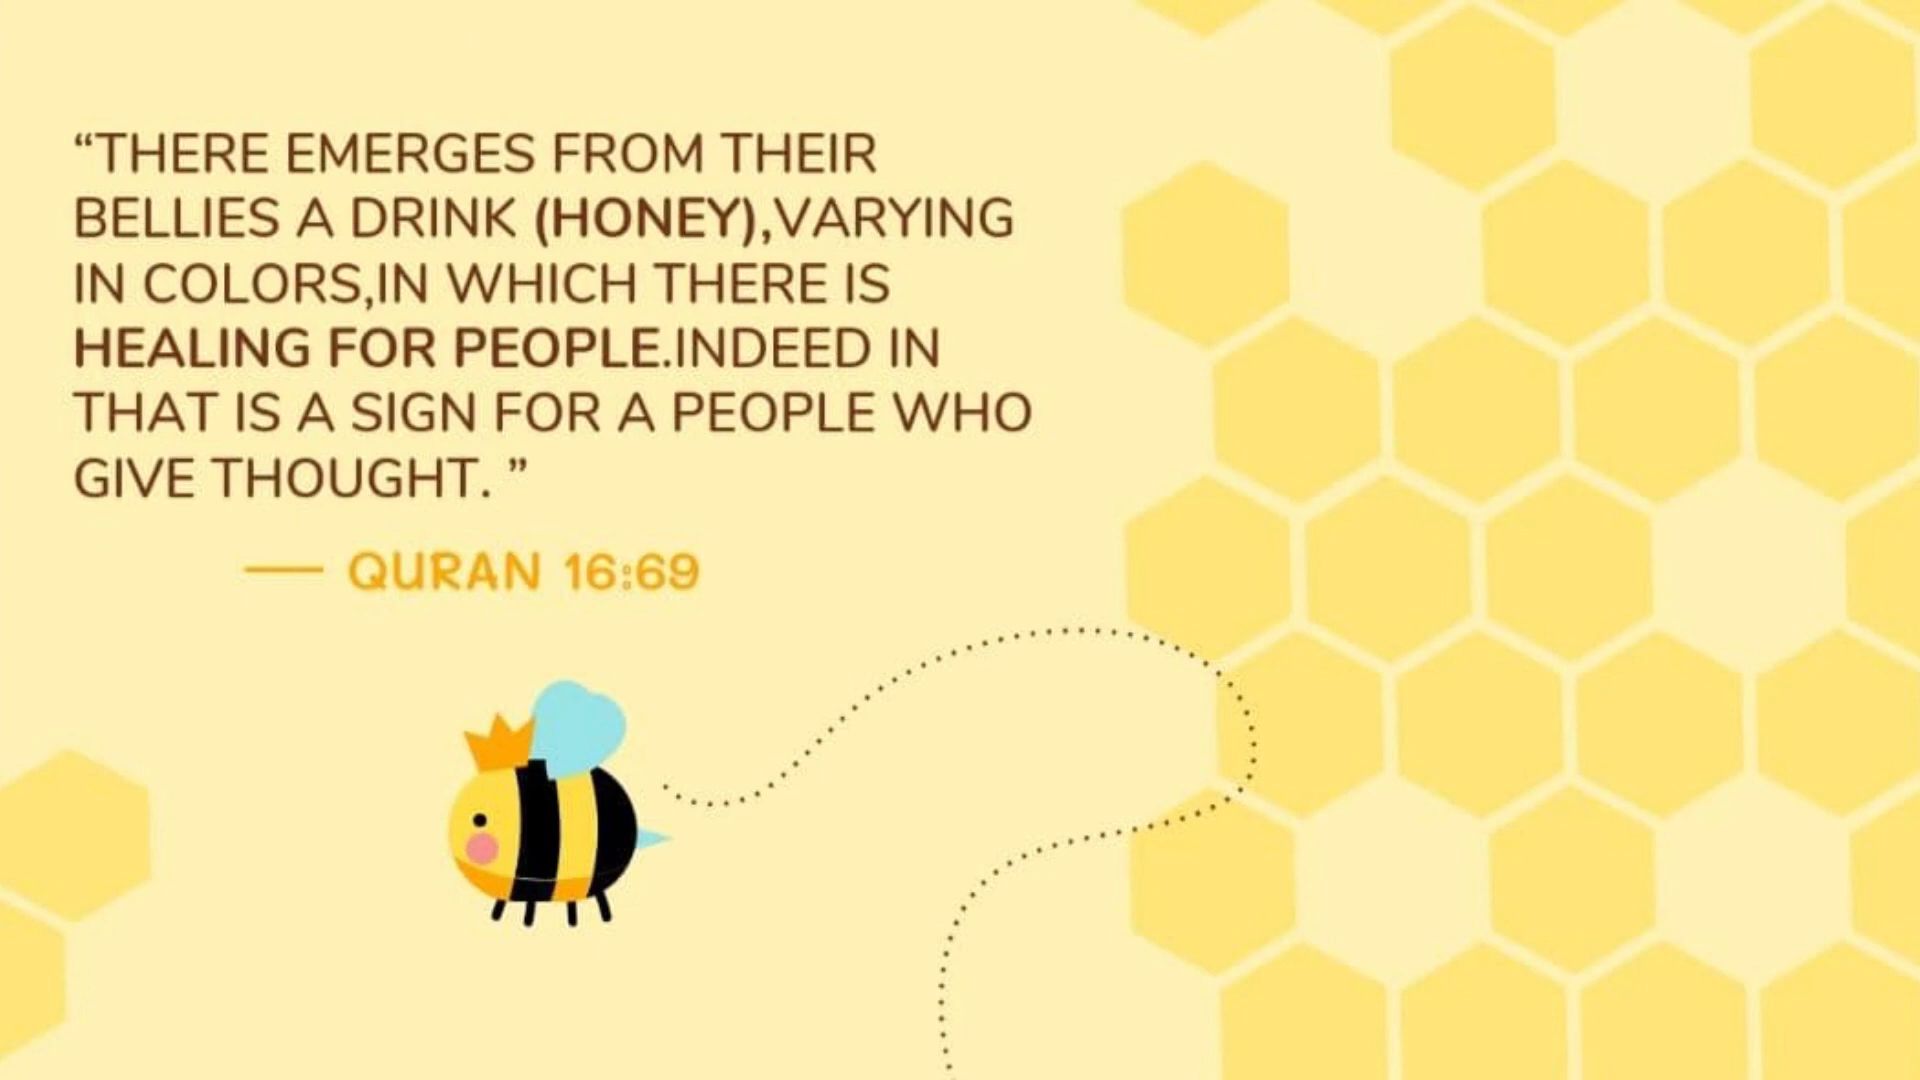 “THERE EMERGES FROM THEIR
BELLIES A DRINK (HONEY),VARYING
IN COLORS,IN WHICH THERE IS
HEALING FOR PEOPLE.INDEED IN
THAT IS A SIGN FOR A PEOPLE WHO
GIVE THOUGHT. ”
— QURAN 16:69